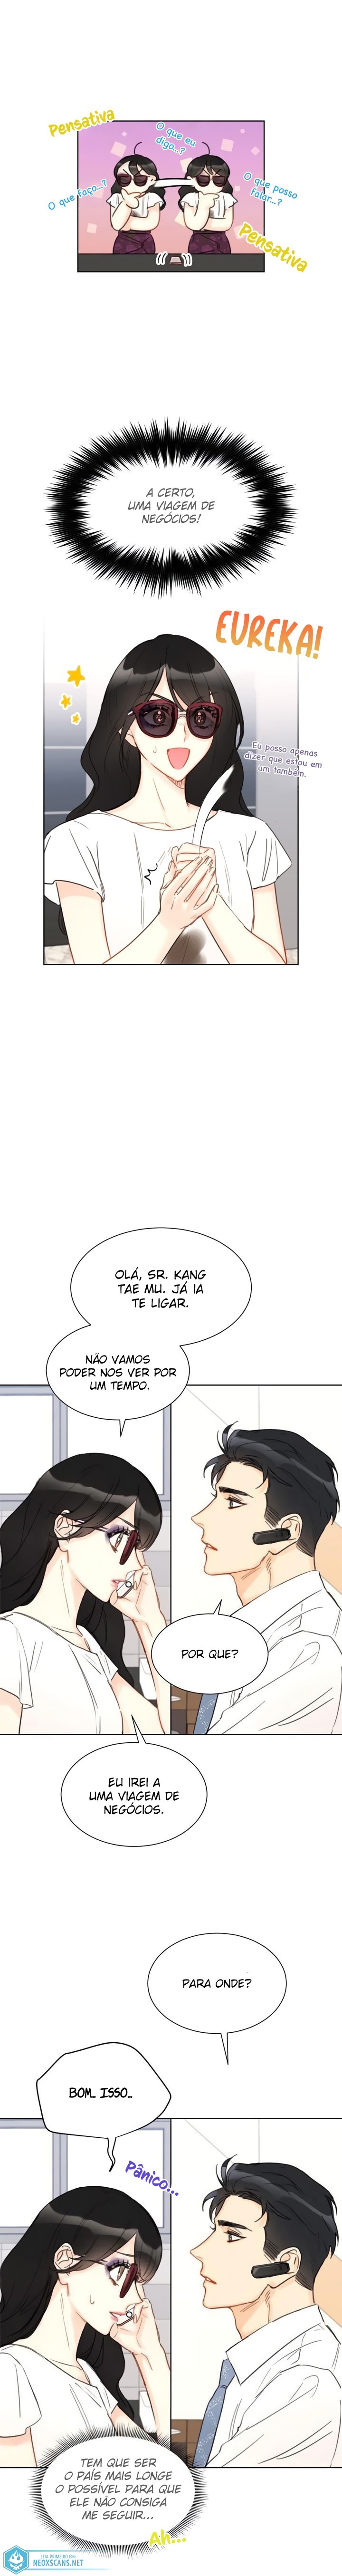 Pensativa
O que eu
digo...?
O que faço...?
O que posso
falar...?
Pensativa
A CERTO,
UMA VIAGEM DE
NEGÓCIOS!
EUREKA!
Eu posso apenas
dizer que estou em
um também.
OLÁ, SR. KANG
TAE MU. JÁ IA
TE LIGAR.
NÃO VAMOS
PODER NOS VER POR
UM TEMPO.
POR QUE?
EU IREI A
UMA VIAGEM DE
NEGÓCIOS.
PARA ONDE?
BOM... ISSO...
Pânico...
TEM QUE SER
O PAÍS MAIS LONGE
O POSSÍVEL PARA QUE
ELE NÃO CONSIGA
ME SEGUIR...
Ah...
LEIA PRIMEIRO EM
NEOXSCANS.NET